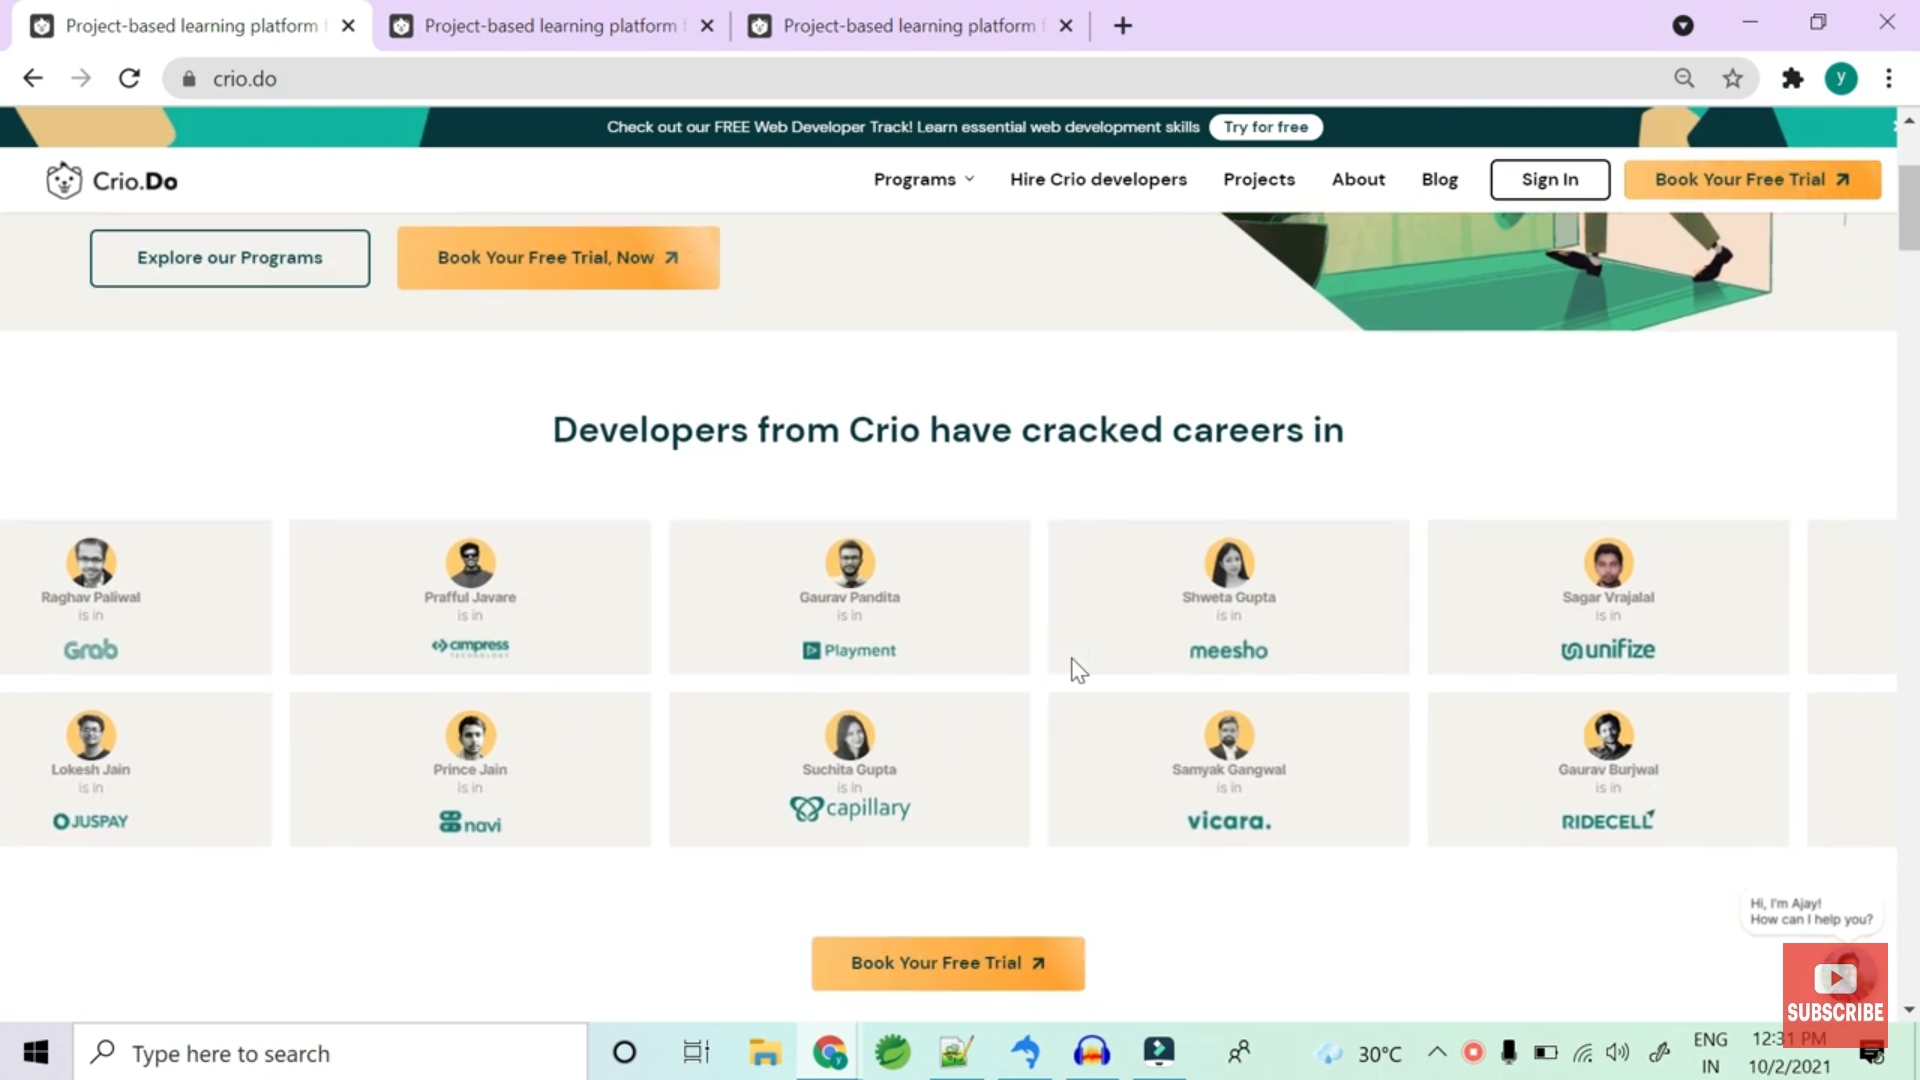 Project-based learning platform
Project-based learning platform
Project-based learning platform
crio.do
y
Check out our FREE Web Developer Track! Learn essential web development skills
Try for free
Crio.Do
Programs
Hire Crio developers
Projects
About
Blog
Sign In
Book Your Free Trial
Explore our Programs
Book Your Free Trial, Now
Developers from Crio have cracked careers in
Raghav Paliwal
is in
Grab
Prafful Javare
is in
cimpress
TECHNOLOGY
Gaurav Pandita
is in
Playment
Shweta Gupta
is in
meesho
Sagar Vrajalal
is in
unifize
Lokesh Jain
is in
JUSPAY
Prince Jain
is in
navi
Suchita Gupta
is in
capillary
Samyak Gangwal
is in
vicara.
Gaurav Burjwal
is in
RIDECELL
Hi, I'm Ajay!
How can I help you?
Book Your Free Trial
SUBSCRIBE
Type here to search
30°C
ENG
IN
12:31 PM
10/2/2021